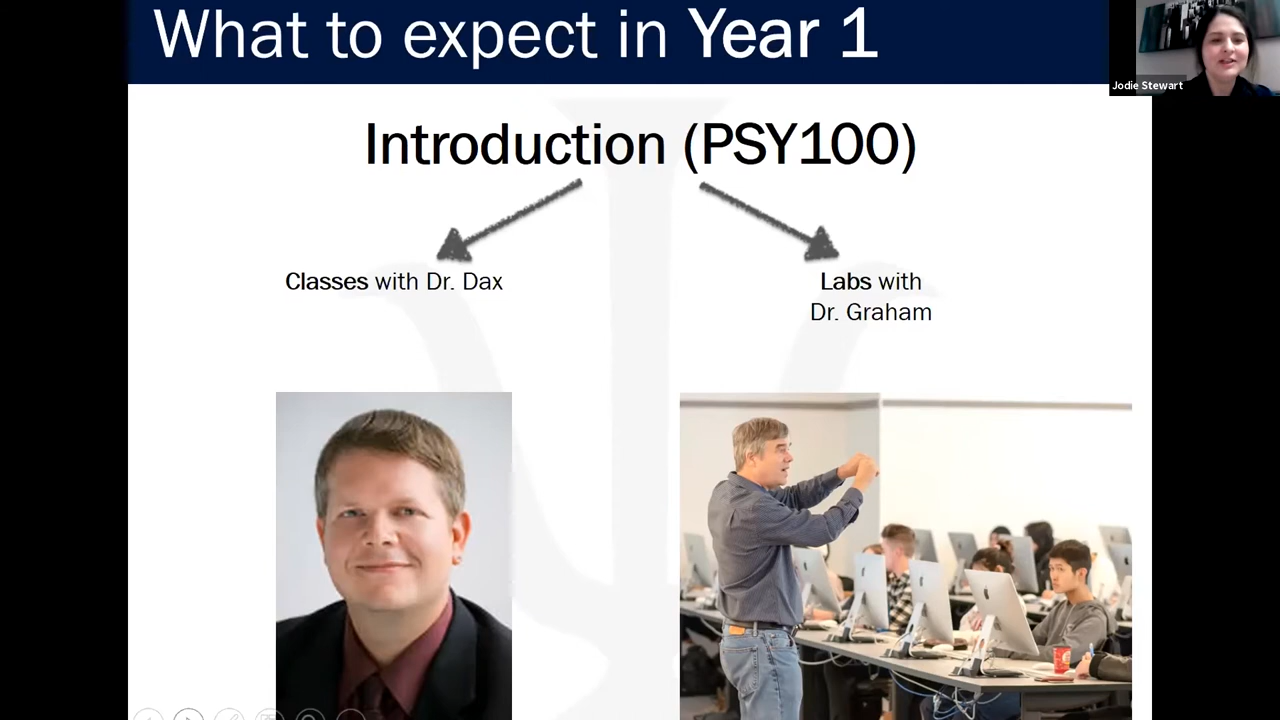 What to expect in Year 1
Jodie Stewart
Introduction (PSY100)
Classes with Dr. Dax
Labs with
Dr. Graham